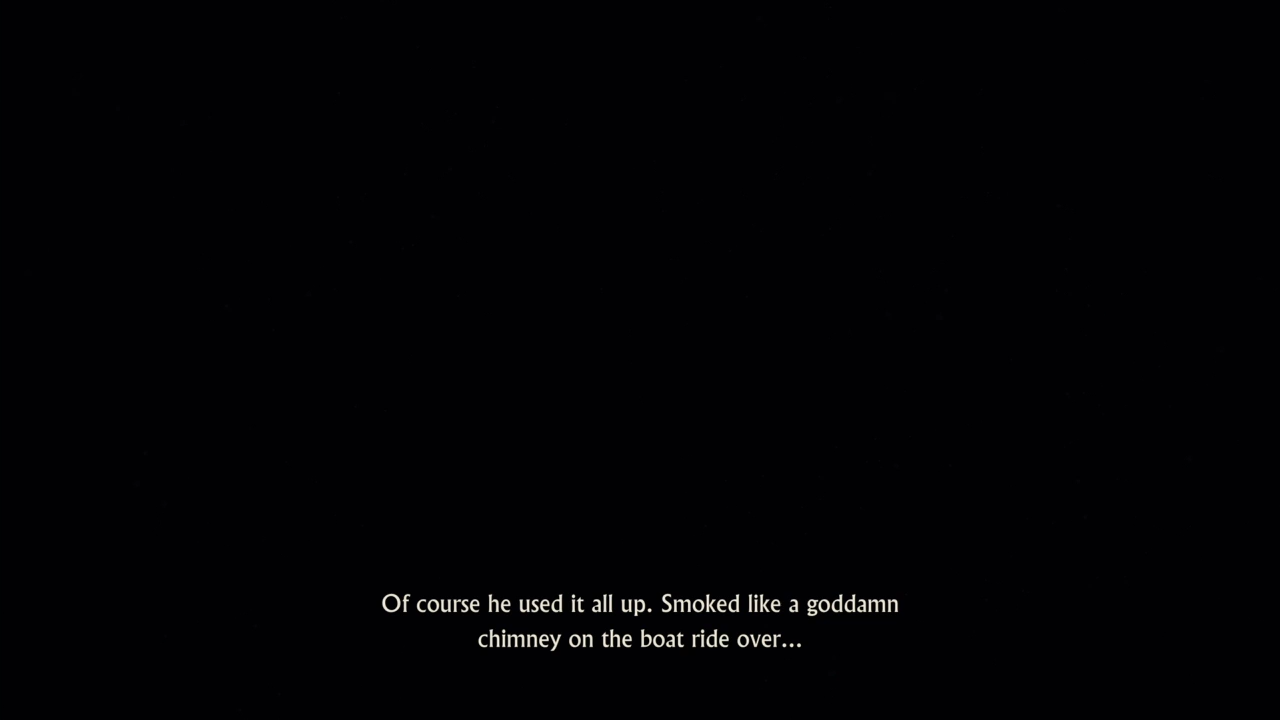 Of course he used it all up. Smoked like a goddamn
chimney on the boat ride over...